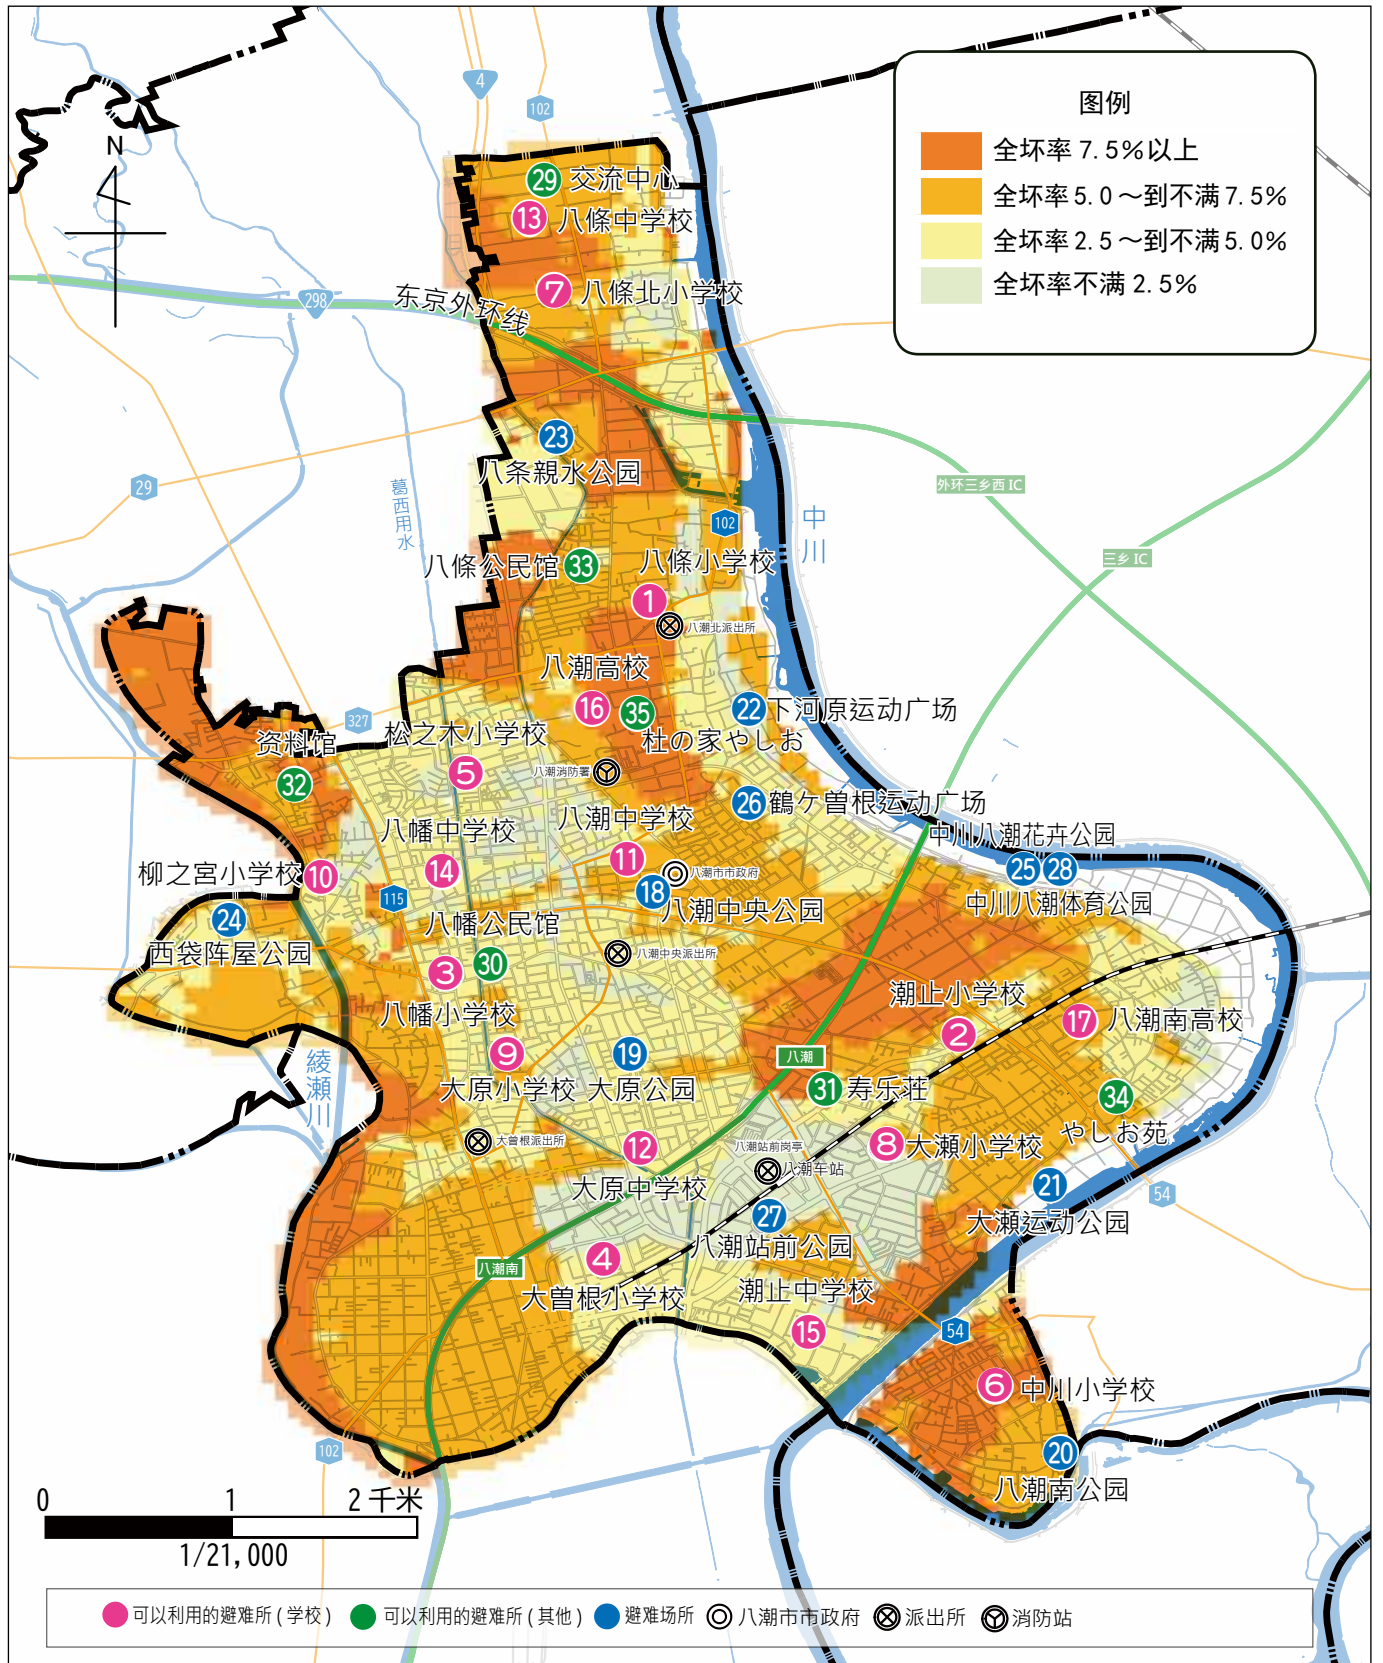 N
4
102
图例
全坏率 7.5%以上
全坏率 5.0～到不满 7.5%
全坏率 2.5～到不满 5.0%
全坏率不满 2.5%
29 交流中心
13 八條中学校
7 八條北小学校
298
东京外环线
23
八条親水公园
29
葛西用水
外环三乡西 IC
102
中川
三乡 IC
八條公民馆 33
八條小学校
1
八潮北派出所
八潮高校
16
35
杜の家やしお
22 下河原运动广场
327
资料馆
32
松之木小学校
5
八潮消防署
26 鶴ケ曽根运动广场
八幡中学校
14
八潮中学校
11
八潮市市政府
18
八潮中央公园
中川八潮花卉公园
25 28
中川八潮体育公园
柳之宮小学校 10
115
24
西袋阵屋公园
八幡公民馆
30
八潮中央派出所
3
八幡小学校
潮止小学校
2
17 八潮南高校
9
大原小学校
19
大原公园
八潮
31 寿乐荘
34
やしお苑
綾瀬川
大曽根派出所
12
大原中学校
八潮站前岗亭
八潮车站
8 大瀬小学校
21
大瀬运动公园
54
27
八潮站前公园
4
大曽根小学校
八潮南
潮止中学校
15
54
6 中川小学校
20
八潮南公园
102
0 1 2 千米
1/21,000
可以利用的避难所 ( 学校 ) 可以利用的避难所 ( 其他 ) 避难场所 八潮市市政府 派出所 消防站